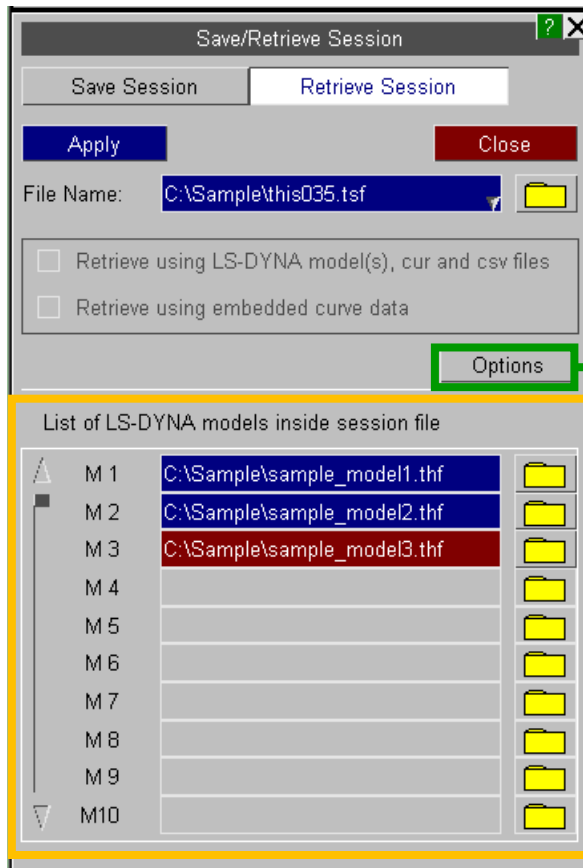 Save/Retrieve Session
? X
Save Session Retrieve Session
Apply Close
File Name: C:\Sample\this035.tsf
Retrieve using LS-DYNA model(s), cur and csv files
Retrieve using embedded curve data
Options
List of LS-DYNA models inside session file
M 1 C:\Sample\sample_model1.thf
M 2 C:\Sample\sample_model2.thf
M 3 C:\Sample\sample_model3.thf
M 4
M 5
M 6
M 7
M 8
M 9
M10